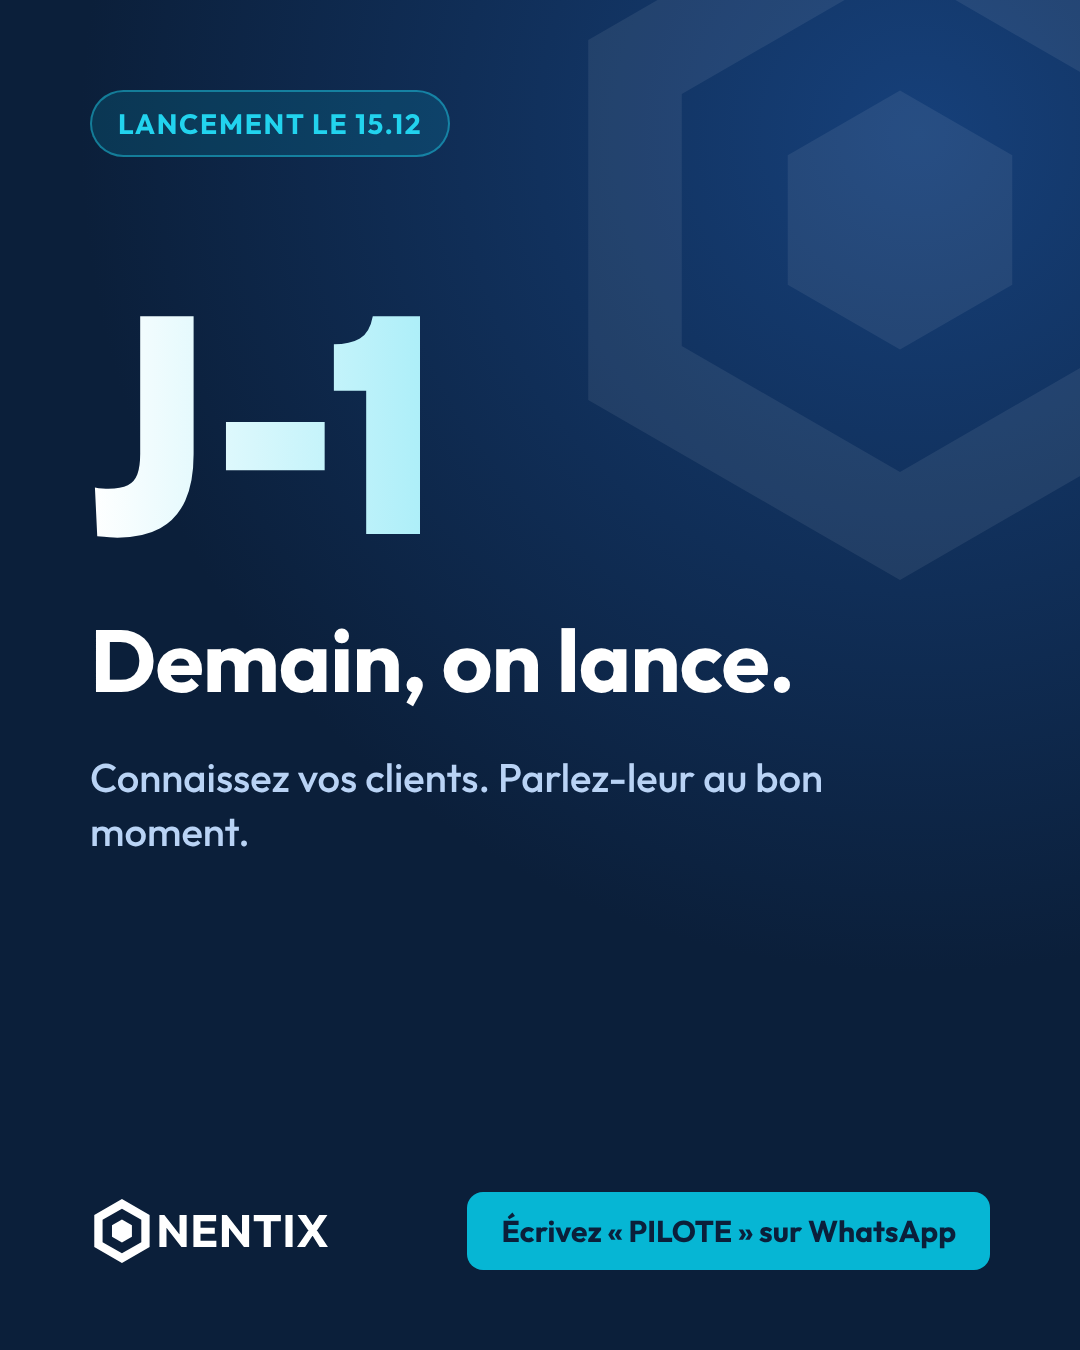 LANCEMENT LE 15.12
J-1
Demain, on lance.
Connaissez vos clients. Parlez-leur au bon
moment.
NENTIX
Écrivez « PILOTE » sur WhatsApp